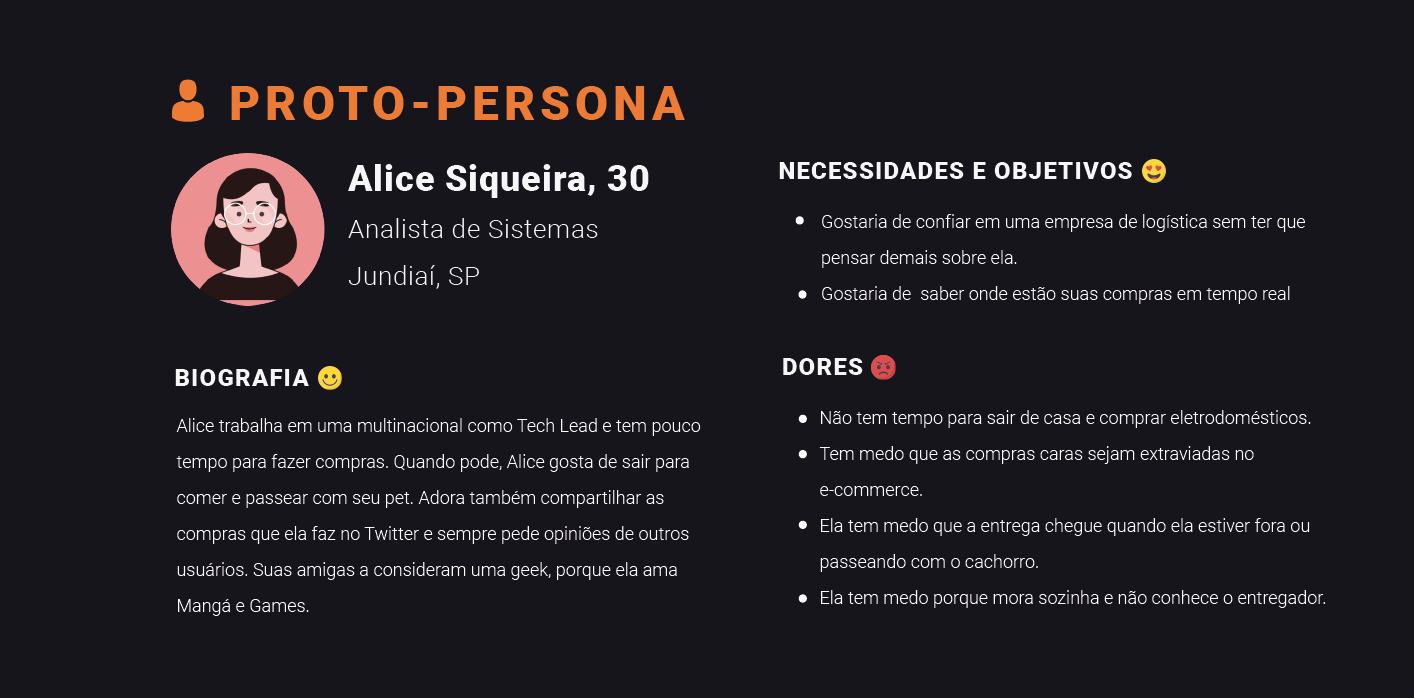 PROTO-PERSONA
Alice Siqueira, 30
Analista de Sistemas
Jundiaí, SP
BIOGRAFIA
Alice trabalha em uma multinacional como Tech Lead e tem pouco
tempo para fazer compras. Quando pode, Alice gosta de sair para
comer e passear com seu pet. Adora também compartilhar as
compras que ela faz no Twitter e sempre pede opiniões de outros
usuários. Suas amigas a consideram uma geek, porque ela ama
Mangá e Games.
NECESSIDADES E OBJETIVOS
Gostaria de confiar em uma empresa de logística sem ter que
pensar demais sobre ela.
Gostaria de  saber onde estão suas compras em tempo real
DORES
Não tem tempo para sair de casa e comprar eletrodomésticos.
Tem medo que as compras caras sejam extraviadas no
e-commerce.
Ela tem medo que a entrega chegue quando ela estiver fora ou
passeando com o cachorro.
Ela tem medo porque mora sozinha e não conhece o entregador.